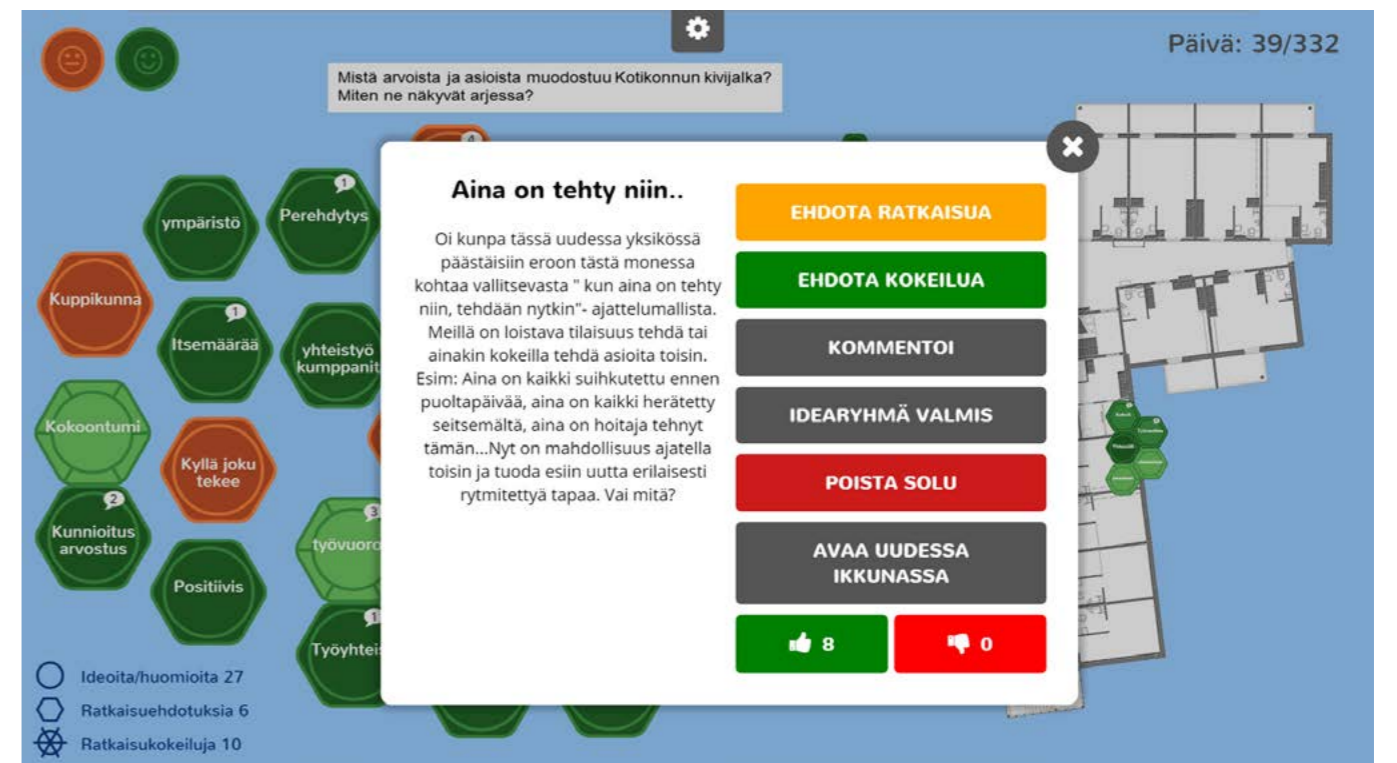 Päivä: 39/332
Mistä arvoista ja asioista muodostuu Kotikonnun kivijalka?
Miten ne näkyvät arjessa?
4
ympäristö
1
Perehdytys
Kuppikunna
1
Itsemäärää
yhteistyö
kumppanit
Kokoontumi
Kyllä joku
tekee
2
Kunnioitus
arvostus
3
työvuoro
Positiivis
1
Työyhteis
Aina on tehty niin..
Oi kunpa tässä uudessa yksikössä
päästäisiin eroon tästä monessa
kohtaa vallitsevasta " kun aina on tehty
niin, tehdään nytkin"- ajattelumallista.
Meillä on loistava tilaisuus tehdä tai
ainakin kokeilla tehdä asioita toisin.
Esim: Aina on kaikki suihkutettu ennen
puoltapäivää, aina on kaikki herätetty
seitsemältä, aina on hoitaja tehnyt
tämän...Nyt on mahdollisuus ajatella
toisin ja tuoda esiin uutta erilaisesti
rytmitettyä tapaa. Vai mitä?
EHDOTA RATKAISUA
EHDOTA KOKEILUA
KOMMENTOI
IDEARYHMÄ VALMIS
POISTA SOLU
AVAA UUDESSA
IKKUNASSA
8
0
Ideoita/huomioita 27
Ratkaisuehdotuksia 6
Ratkaisukokeiluja 10